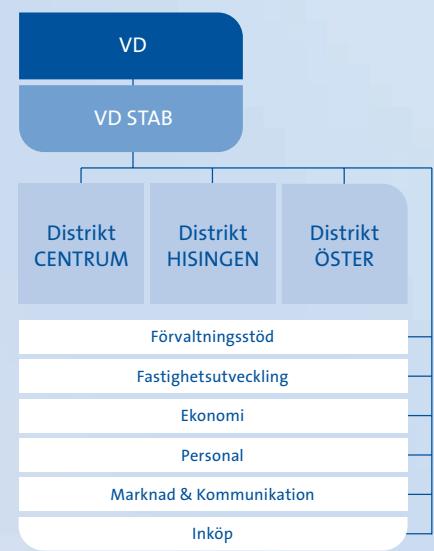 VD
VD STAB
Distrikt
CENTRUM
Distrikt
HISINGEN
Distrikt
ÖSTER
Förvaltningsstöd
Fastighetsutveckling
Ekonomi
Personal
Marknad & Kommunikation
Inköp